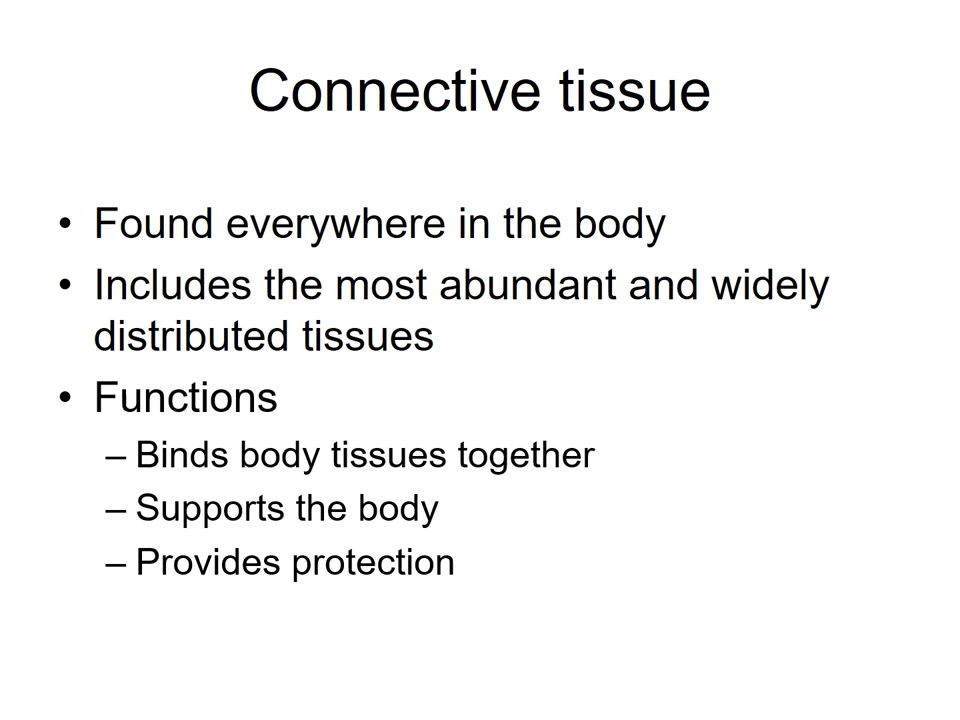 Connective tissue
• Found everywhere in the body
• Includes the most abundant and widely
distributed tissues
• Functions
– Binds body tissues together
– Supports the body
– Provides protection